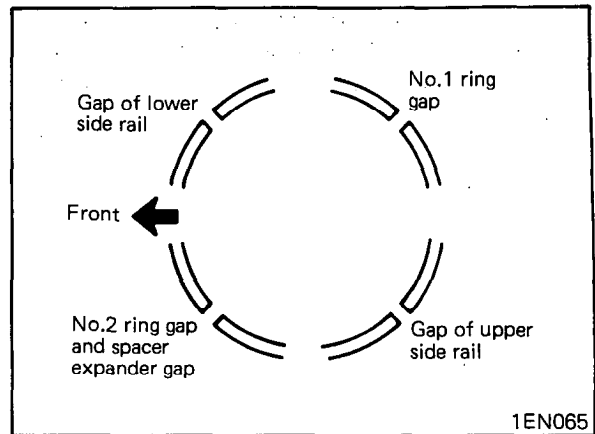 Gap of lower
side rail
No.1 ring
gap
Front
No.2 ring gap
and spacer
expander gap
Gap of upper
side rail
1EN065